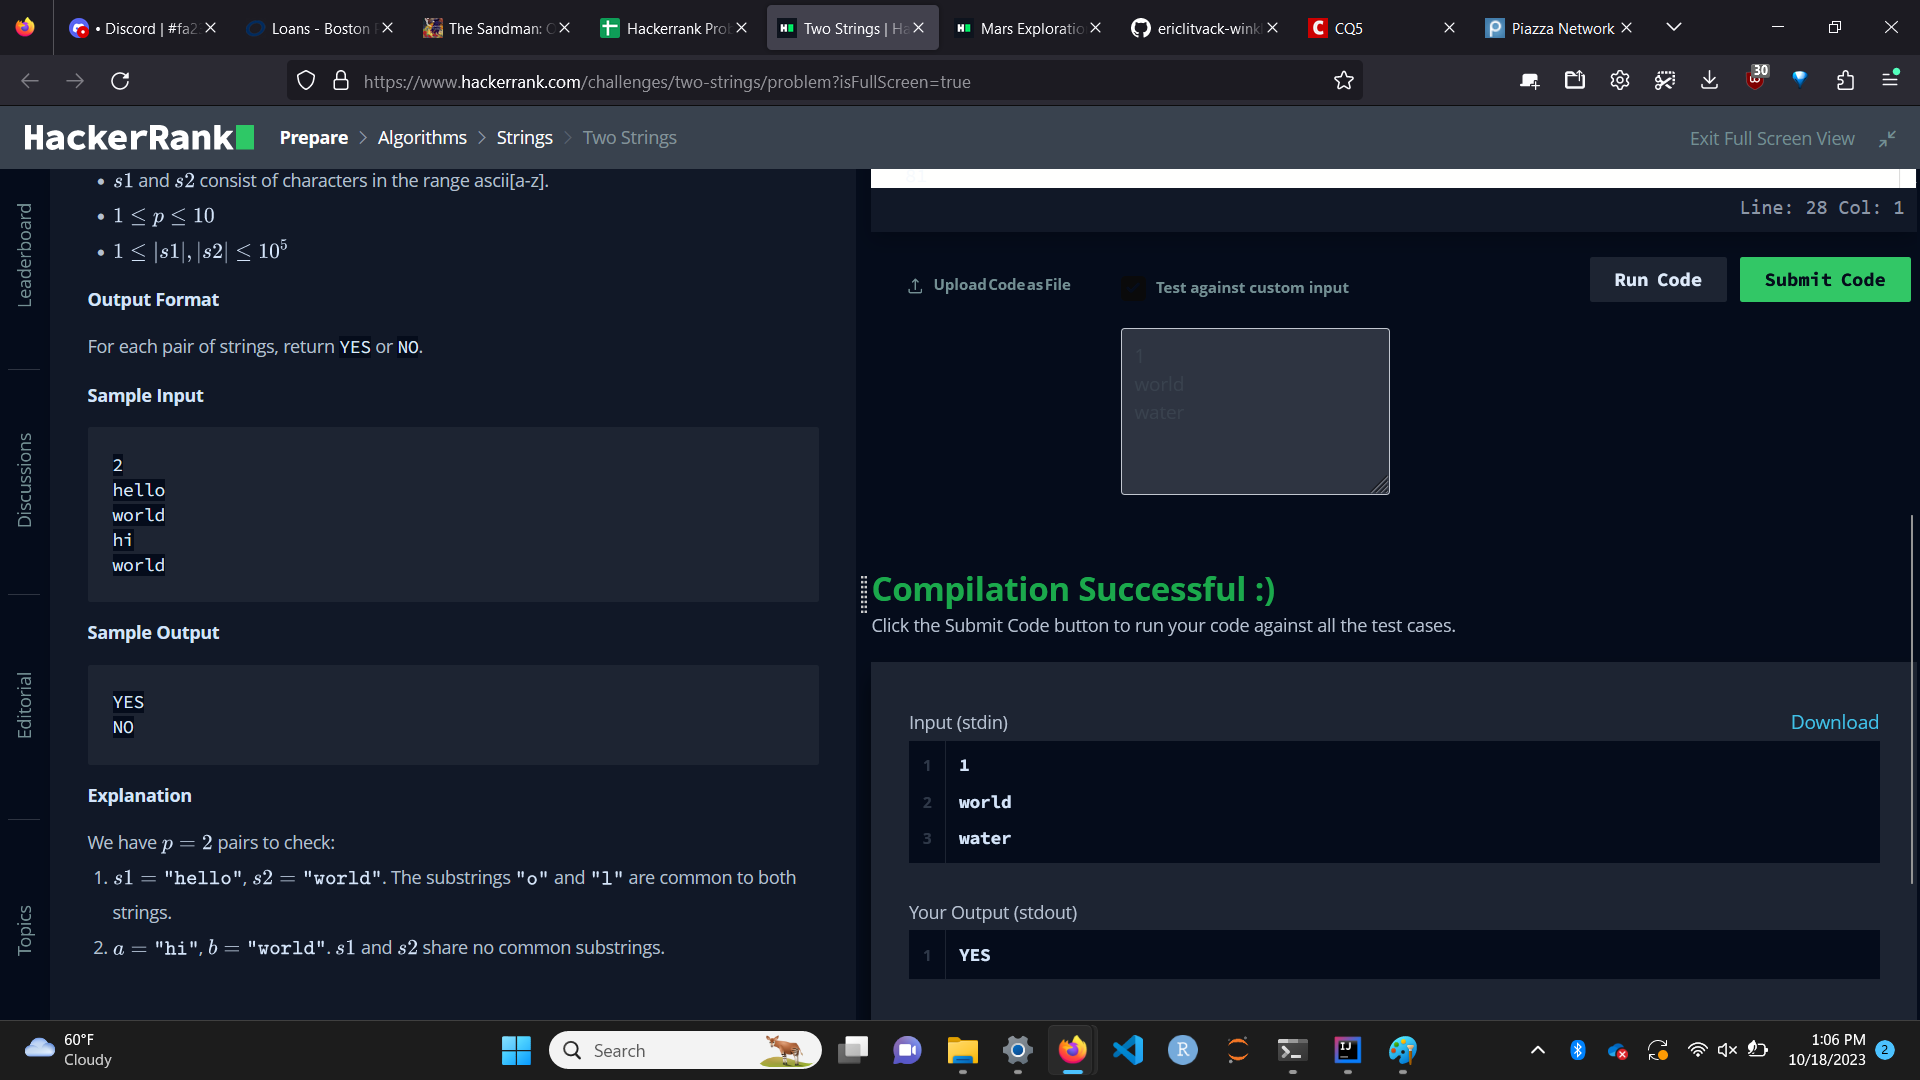 • Discord | #fa2
Loans - Boston
The Sandman: O
Hackerrank Prob
Two Strings | Ha
Mars Exploratio
ericlitvack-wink
CQ5
Piazza Network
https://www.hackerrank.com/challenges/two-strings/problem?isFullScreen=true
30
HackerRank
Prepare > Algorithms > Strings > Two Strings
Exit Full Screen View
Leaderboard
Discussions
Editorial
Topics
• s1 and s2 consist of characters in the range ascii[a-z].
• 1 ≤ p ≤ 10
• 1 ≤ |s1|, |s2| ≤ 10⁵
Output Format
For each pair of strings, return YES or NO.
Sample Input
2
hello
world
hi
world
Sample Output
YES
NO
Explanation
We have p = 2 pairs to check:
1. s1 = "hello", s2 = "world". The substrings "o" and "l" are common to both
strings.
2. a = "hi", b = "world". s1 and s2 share no common substrings.
Line: 28 Col: 1
Upload Code as File
Test against custom input
Run Code
Submit Code
1
world
water
Compilation Successful :)
Click the Submit Code button to run your code against all the test cases.
Input (stdin)
Download
1 1
2 world
3 water
Your Output (stdout)
1 YES
60°F
Cloudy
Search
1:06 PM
10/18/2023
2